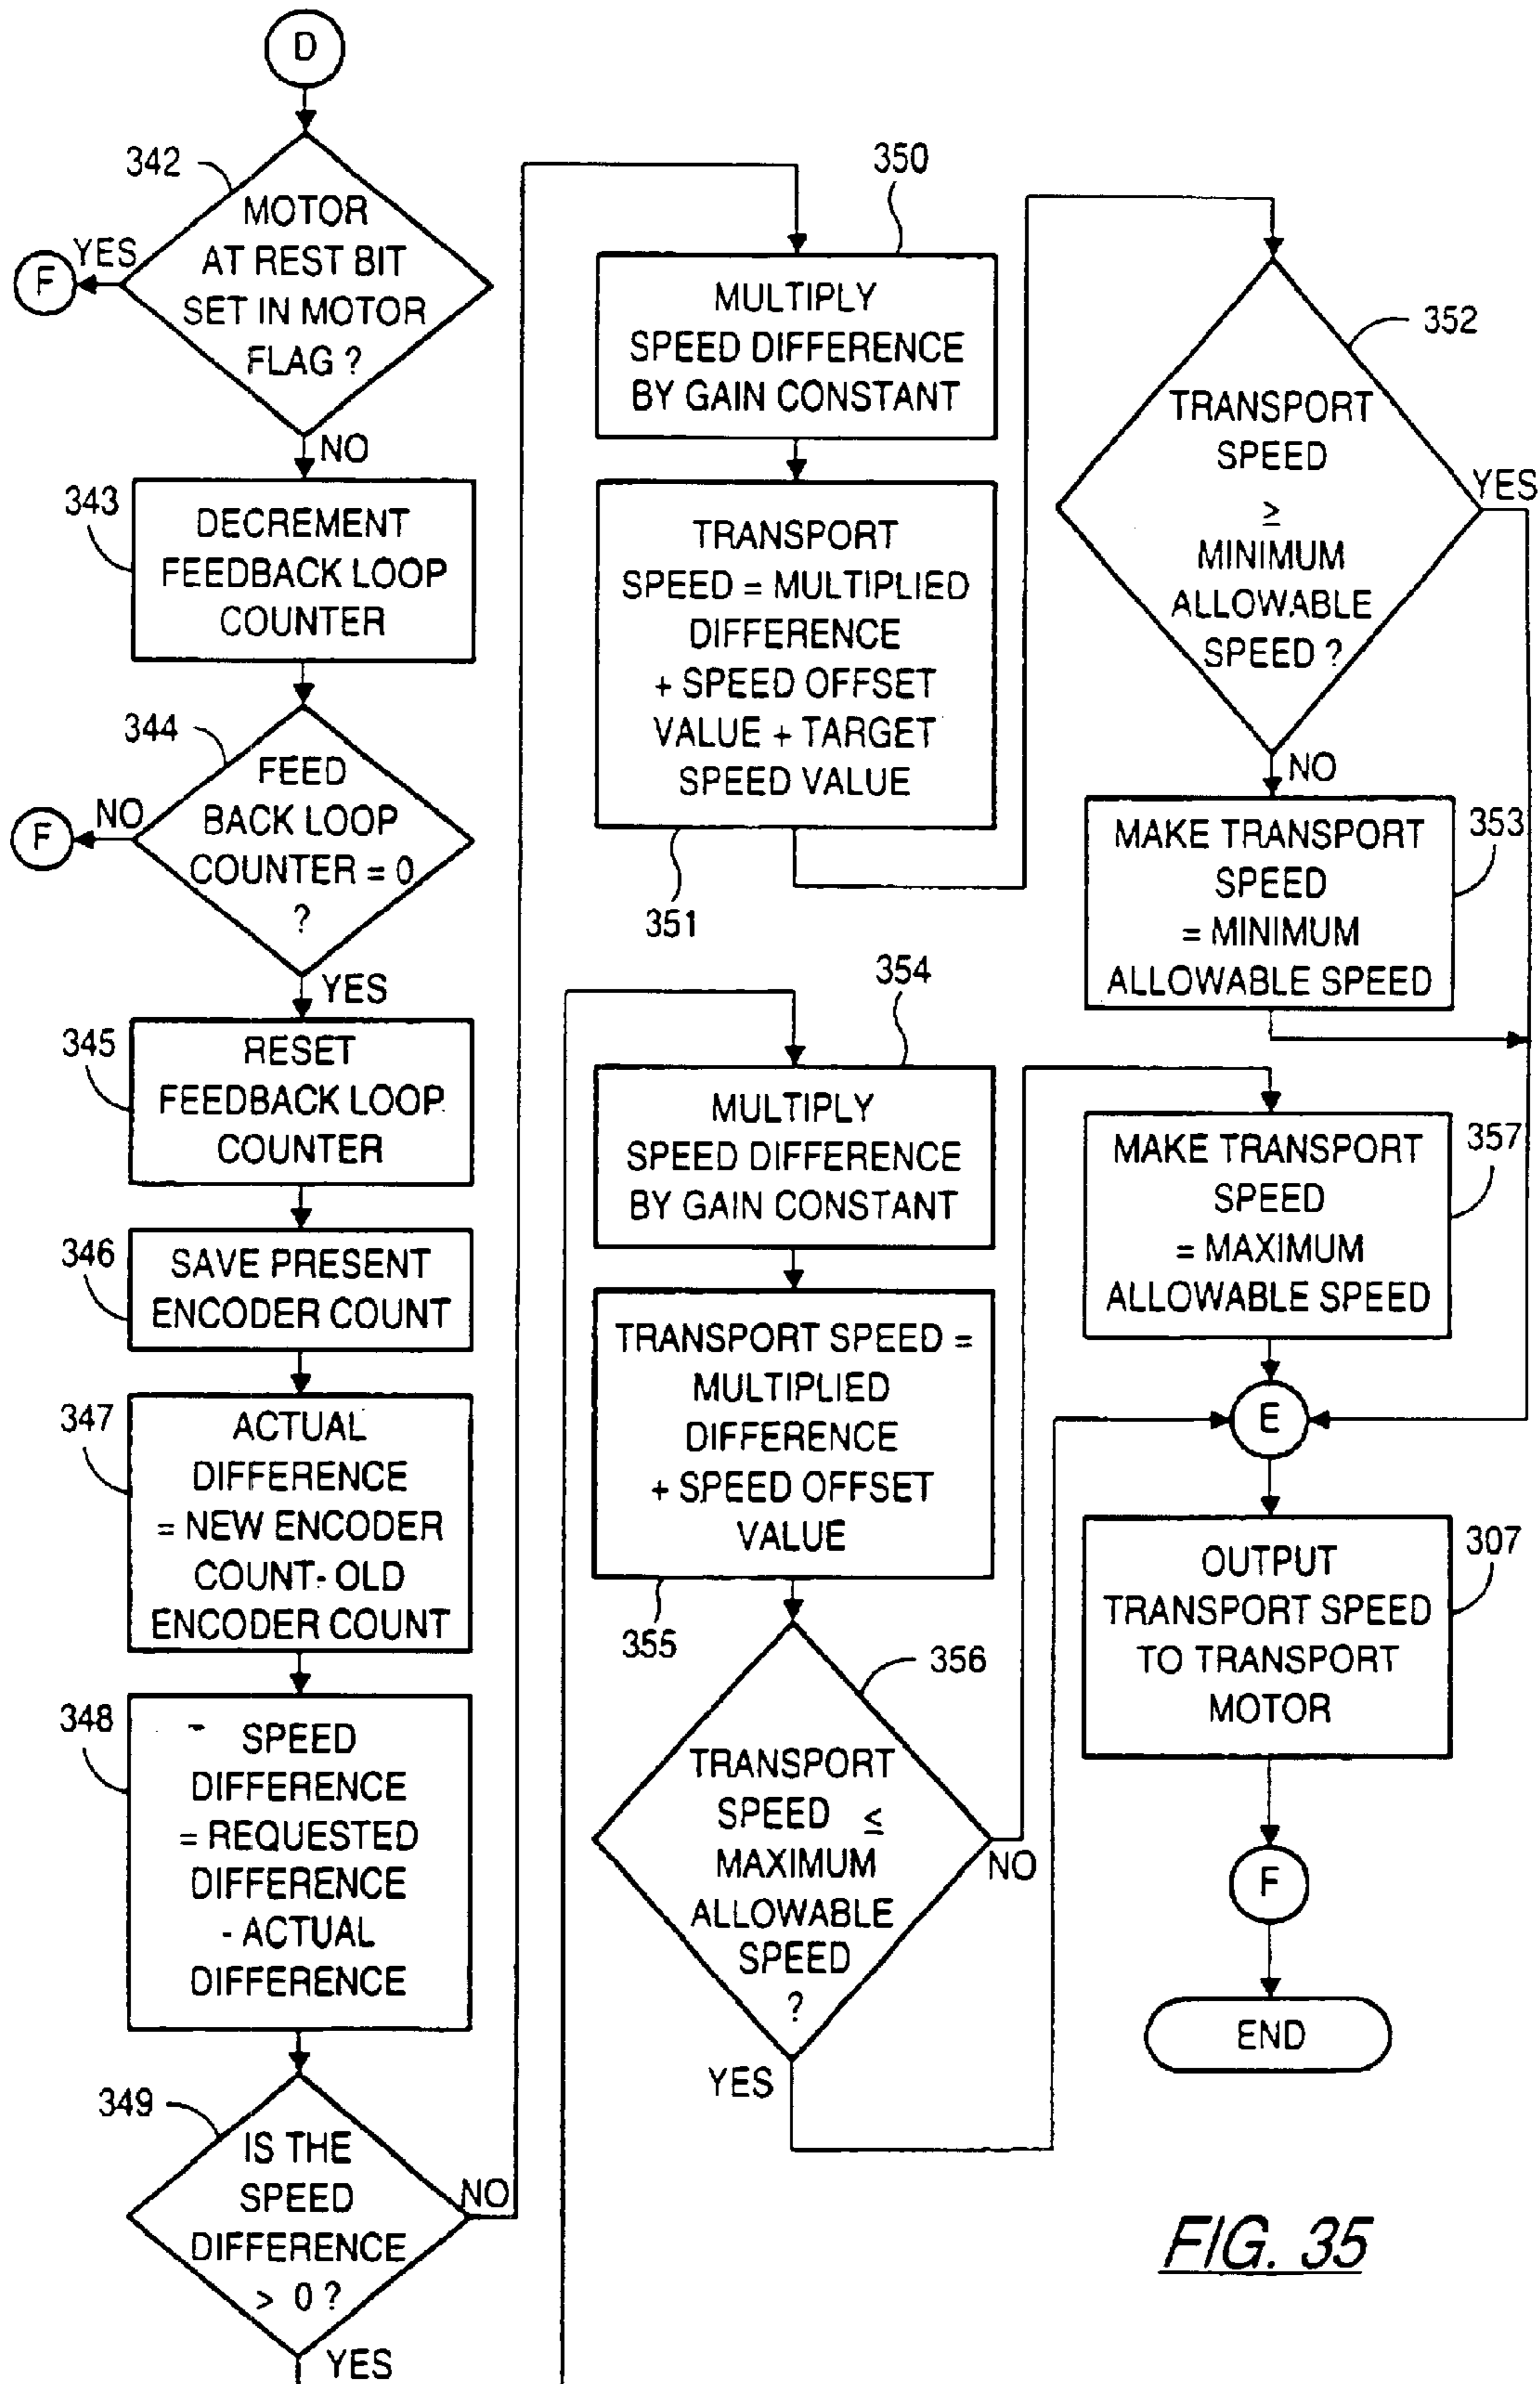 D
342
MOTOR
AT REST BIT
SET IN MOTOR
FLAG ?
YES
F
NO
343
DECREMENT
FEEDBACK LOOP
COUNTER
344
FEED
BACK LOOP
COUNTER = 0
?
NO
F
YES
345
RESET
FEEDBACK LOOP
COUNTER
346
SAVE PRESENT
ENCODER COUNT
347
ACTUAL
DIFFERENCE
= NEW ENCODER
COUNT - OLD
ENCODER COUNT
348
SPEED
DIFFERENCE
= REQUESTED
DIFFERENCE
- ACTUAL
DIFFERENCE
349
IS THE
SPEED
DIFFERENCE
> 0 ?
NO
YES
350
MULTIPLY
SPEED DIFFERENCE
BY GAIN CONSTANT
TRANSPORT
SPEED = MULTIPLIED
DIFFERENCE
+ SPEED OFFSET
VALUE + TARGET
SPEED VALUE
351
354
MULTIPLY
SPEED DIFFERENCE
BY GAIN CONSTANT
TRANSPORT SPEED =
MULTIPLIED
DIFFERENCE
+ SPEED OFFSET
VALUE
355
356
TRANSPORT
SPEED ≤
MAXIMUM
ALLOWABLE
SPEED
?
NO
YES
352
TRANSPORT
SPEED
≥
MINIMUM
ALLOWABLE
SPEED ?
YES
NO
353
MAKE TRANSPORT
SPEED
= MINIMUM
ALLOWABLE SPEED
357
MAKE TRANSPORT
SPEED
= MAXIMUM
ALLOWABLE SPEED
E
307
OUTPUT
TRANSPORT SPEED
TO TRANSPORT
MOTOR
F
END
FIG. 35